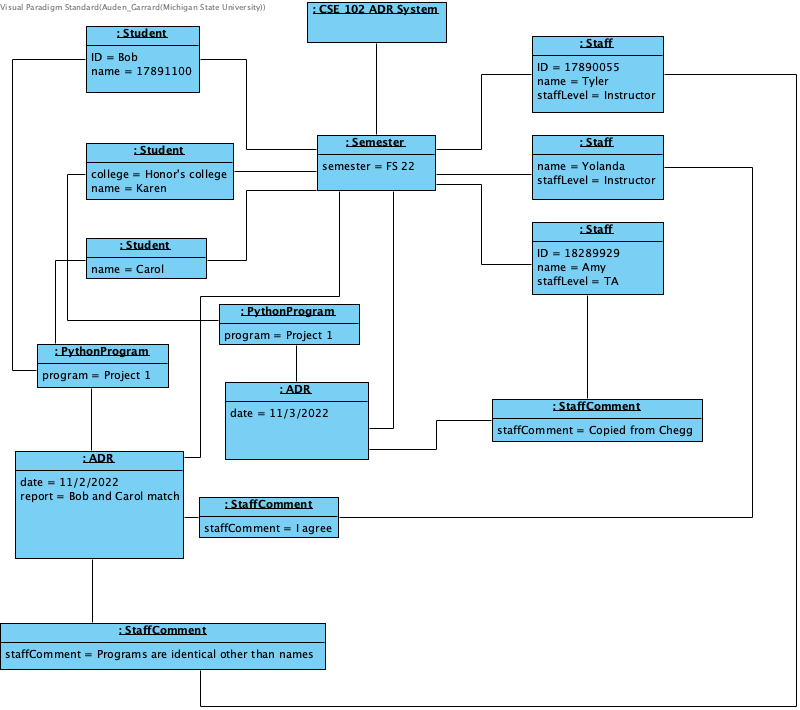 Visual Paradigm Standard(Auden_Garrard(Michigan State University))
: CSE 102 ADR System
: Student
ID = Bob
name = 17891100
: Staff
ID = 17890055
name = Tyler
staffLevel = Instructor
: Semester
semester = FS 22
: Student
college = Honor's college
name = Karen
: Staff
name = Yolanda
staffLevel = Instructor
: Student
name = Carol
: Staff
ID = 18289929
name = Amy
staffLevel = TA
: PythonProgram
program = Project 1
: PythonProgram
program = Project 1
: ADR
date = 11/3/2022
: StaffComment
staffComment = Copied from Chegg
: ADR
date = 11/2/2022
report = Bob and Carol match
: StaffComment
staffComment = I agree
: StaffComment
staffComment = Programs are identical other than names